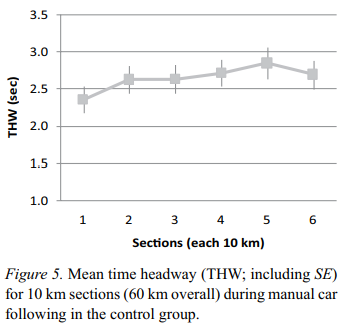 3.5
3.0
2.5
2.0
1.5
1.0
THW (sec)
1 2 3 4 5 6
Sections (each 10 km)
Figure 5. Mean time headway (THW; including SE)
for 10 km sections (60 km overall) during manual car
following in the control group.